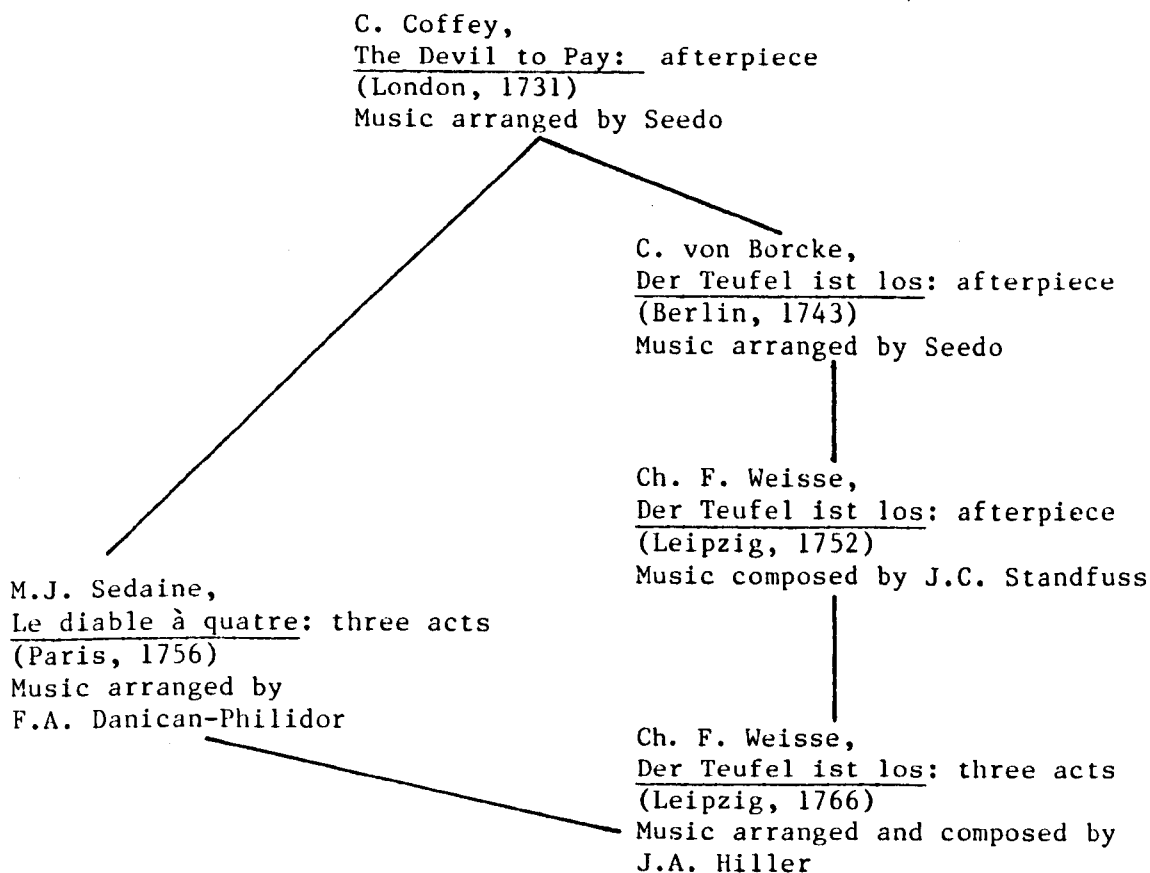 C. Coffey,
The Devil to Pay: afterpiece
(London, 1731)
Music arranged by Seedo
C. von Borcke,
Der Teufel ist los: afterpiece
(Berlin, 1743)
Music arranged by Seedo
Ch. F. Weisse,
Der Teufel ist los: afterpiece
(Leipzig, 1752)
Music composed by J.C. Standfuss
M.J. Sedaine,
Le diable à quatre: three acts
(Paris, 1756)
Music arranged by
F.A. Danican-Philidor
Ch. F. Weisse,
Der Teufel ist los: three acts
(Leipzig, 1766)
Music arranged and composed by
J.A. Hiller